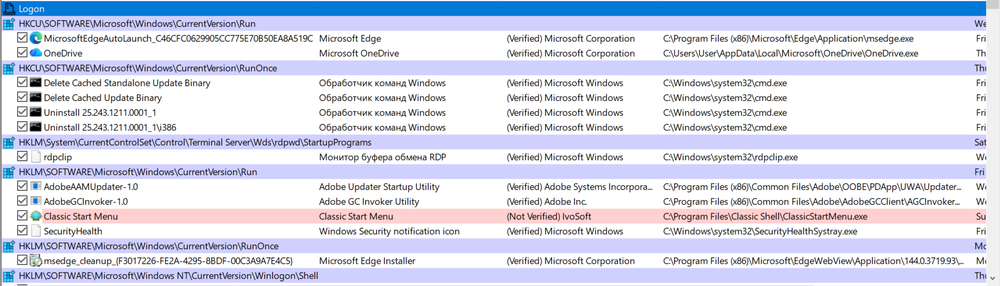 Logon
HKCU\SOFTWARE\Microsoft\Windows\CurrentVersion\Run We
MicrosoftEdgeAutoLaunch_C46CFC0629905CC775E70B50EA8A519C Microsoft Edge (Verified) Microsoft Corporation C:\Program Files (x86)\Microsoft\Edge\Application\msedge.exe Fri
OneDrive Microsoft OneDrive (Verified) Microsoft Corporation C:\Users\User\AppData\Local\Microsoft\OneDrive\OneDrive.exe Th
HKCU\SOFTWARE\Microsoft\Windows\CurrentVersion\RunOnce Thu
Delete Cached Standalone Update Binary Обработчик команд Windows (Verified) Microsoft Windows C:\Windows\system32\cmd.exe Fri
Delete Cached Update Binary Обработчик команд Windows (Verified) Microsoft Windows C:\Windows\system32\cmd.exe Fri
Uninstall 25.243.1211.0001_1 Обработчик команд Windows (Verified) Microsoft Windows C:\Windows\system32\cmd.exe Fri
Uninstall 25.243.1211.0001_1\i386 Обработчик команд Windows (Verified) Microsoft Windows C:\Windows\system32\cmd.exe Fri
HKLM\System\CurrentControlSet\Control\Terminal Server\Wds\rdpwd\StartupPrograms Sat
rdpclip Монитор буфера обмена RDP (Verified) Microsoft Windows C:\Windows\system32\rdpclip.exe We
HKLM\SOFTWARE\Microsoft\Windows\CurrentVersion\Run Fri
AdobeAAMUpdater-1.0 Adobe Updater Startup Utility (Verified) Adobe Systems Incorpora... C:\Program Files (x86)\Common Files\Adobe\OOBE\PDApp\UWA\Updater... We
AdobeGCInvoker-1.0 Adobe GC Invoker Utility (Verified) Adobe Inc. C:\Program Files (x86)\Common Files\Adobe\AdobeGCClient\AGCInvoker... We
Classic Start Menu Classic Start Menu (Not Verified) IvoSoft C:\Program Files\Classic Shell\ClassicStartMenu.exe Su
SecurityHealth Windows Security notification icon (Verified) Microsoft Windows C:\Windows\system32\SecurityHealthSystray.exe Fri
HKLM\SOFTWARE\Microsoft\Windows\CurrentVersion\RunOnce Mo
msedge_cleanup_{F3017226-FE2A-4295-8BDF-00C3A9A7E4C5} Microsoft Edge Installer (Verified) Microsoft Corporation C:\Program Files (x86)\Microsoft\EdgeWebView\Application\144.0.3719.93\... Mo
HKLM\SOFTWARE\Microsoft\Windows NT\CurrentVersion\Winlogon\Shell Thu